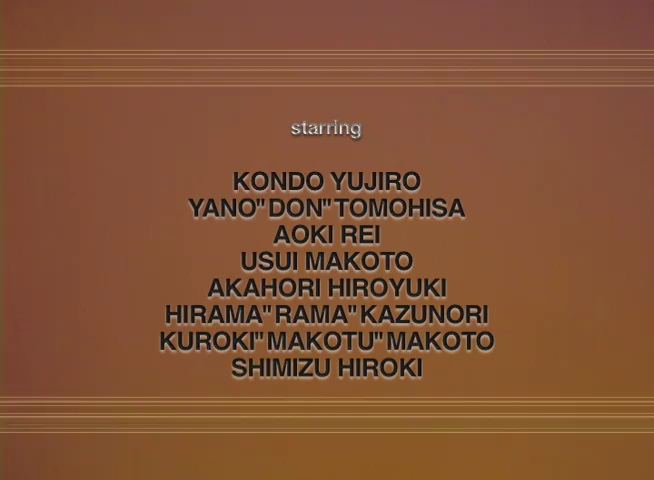 starring
KONDO YUJIRO
YANO"DON"TOMOHISA
AOKI REI
USUI MAKOTO
AKAHORI HIROYUKI
HIRAMA"RAMA"KAZUNORI
KUROKI"MAKOTU"MAKOTO
SHIMIZU HIROKI